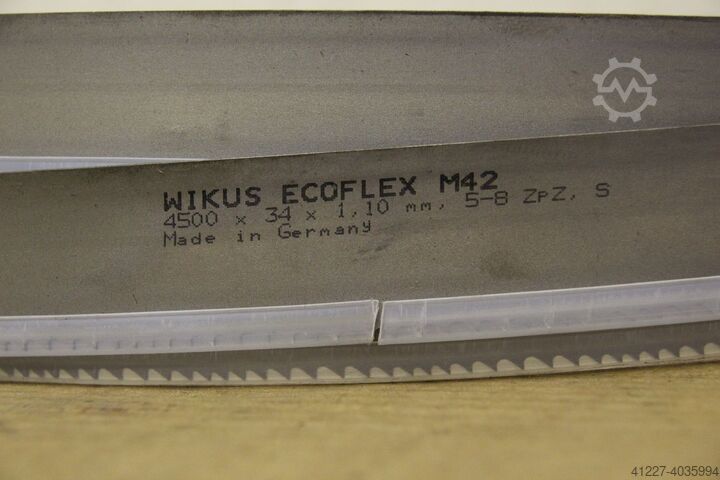 WIKUS ECOFLEX M42
4500 x 34 x 1,10 mm, 5-8 ZpZ, S
Made in Germany
41227-4035994